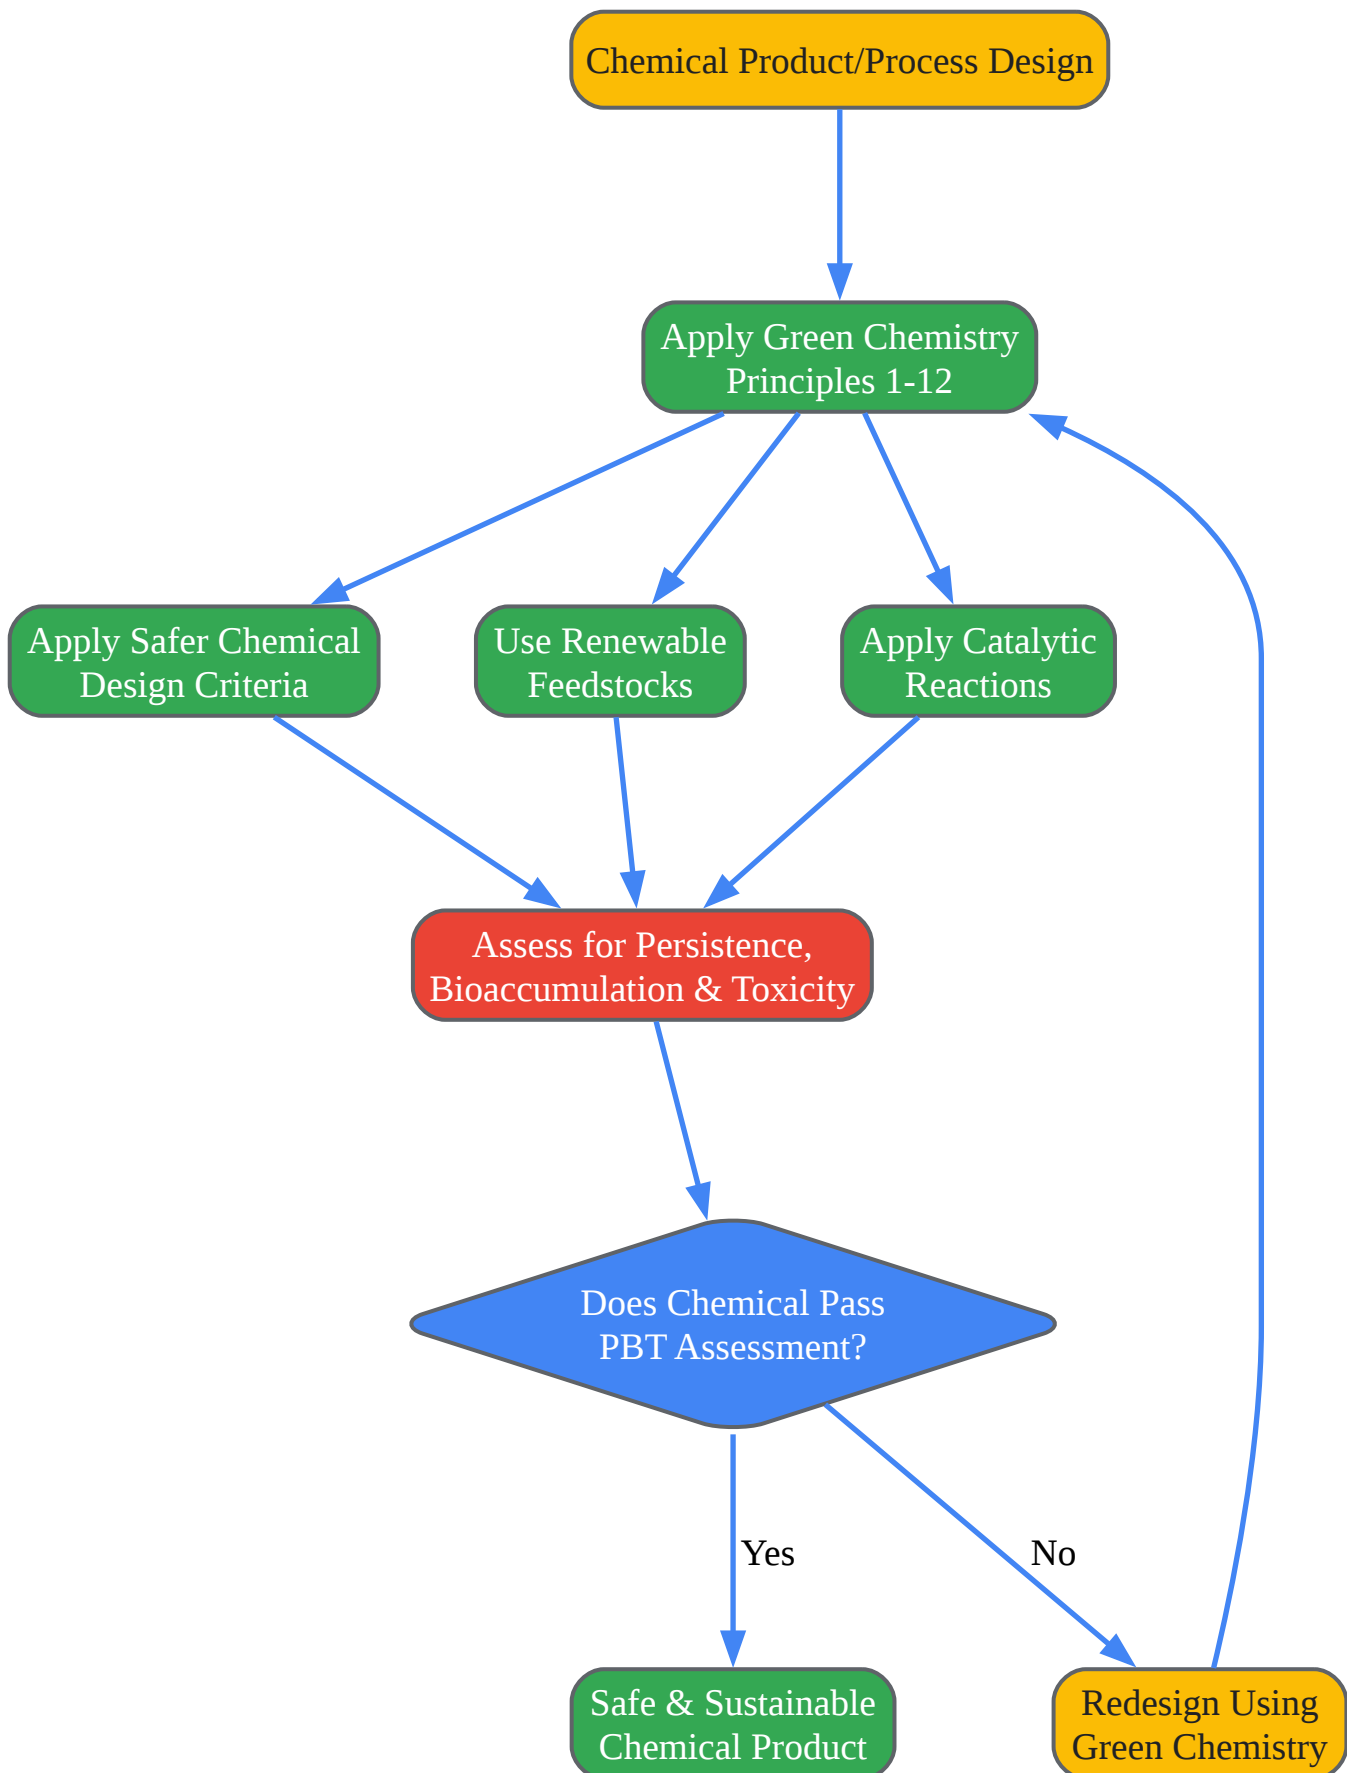 Chemical Product/Process Design
Apply Green Chemistry
Principles 1-12
Apply Safer Chemical
Design Criteria
Use Renewable
Feedstocks
Apply Catalytic
Reactions
Assess for Persistence,
Bioaccumulation & Toxicity
Does Chemical Pass
PBT Assessment?
Yes
No
Safe & Sustainable
Chemical Product
Redesign Using
Green Chemistry